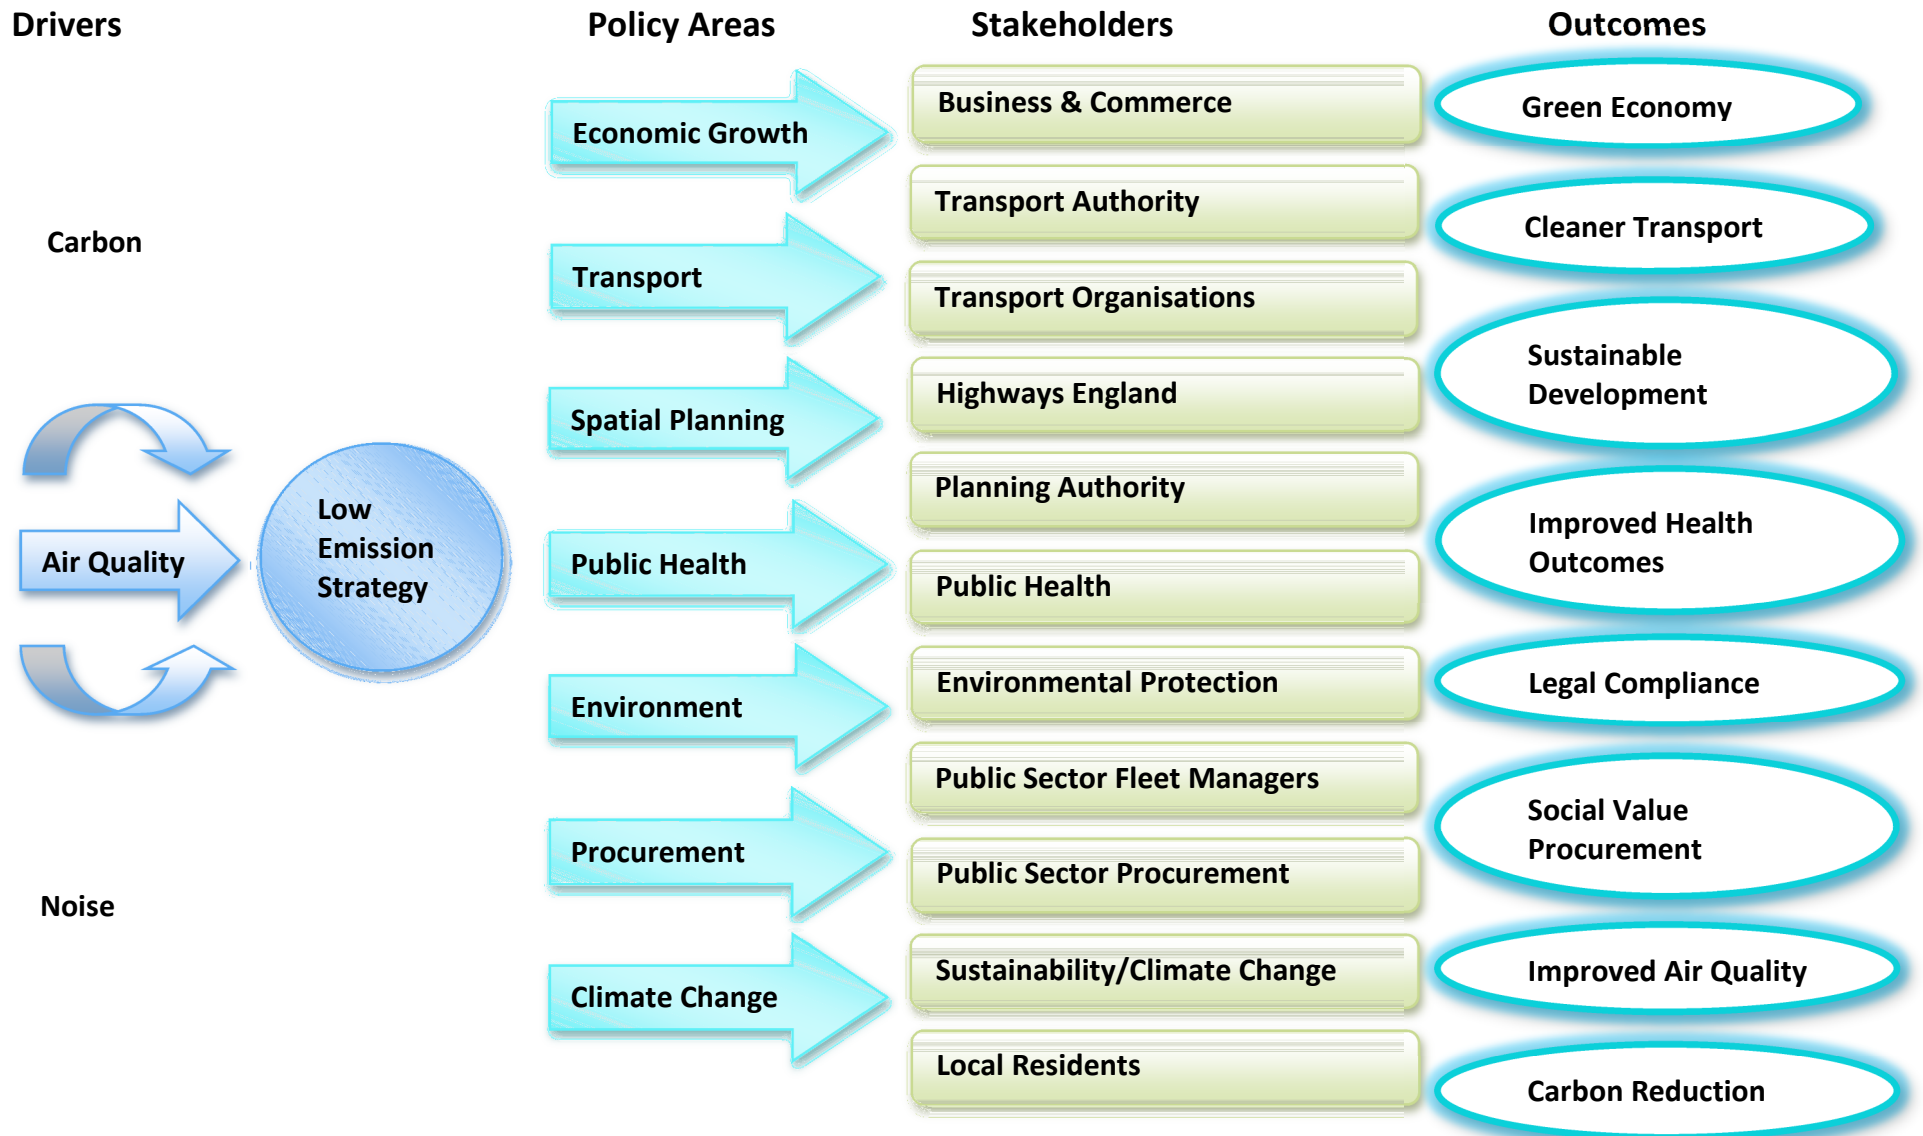 Drivers
Policy Areas
Stakeholders
Outcomes
Carbon
Air Quality
Noise
Low
Emission
Strategy
Economic Growth
Transport
Spatial Planning
Public Health
Environment
Procurement
Climate Change
Business & Commerce
Transport Authority
Transport Organisations
Highways England
Planning Authority
Public Health
Environmental Protection
Public Sector Fleet Managers
Public Sector Procurement
Sustainability/Climate Change
Local Residents
Green Economy
Cleaner Transport
Sustainable
Development
Improved Health
Outcomes
Legal Compliance
Social Value
Procurement
Improved Air Quality
Carbon Reduction